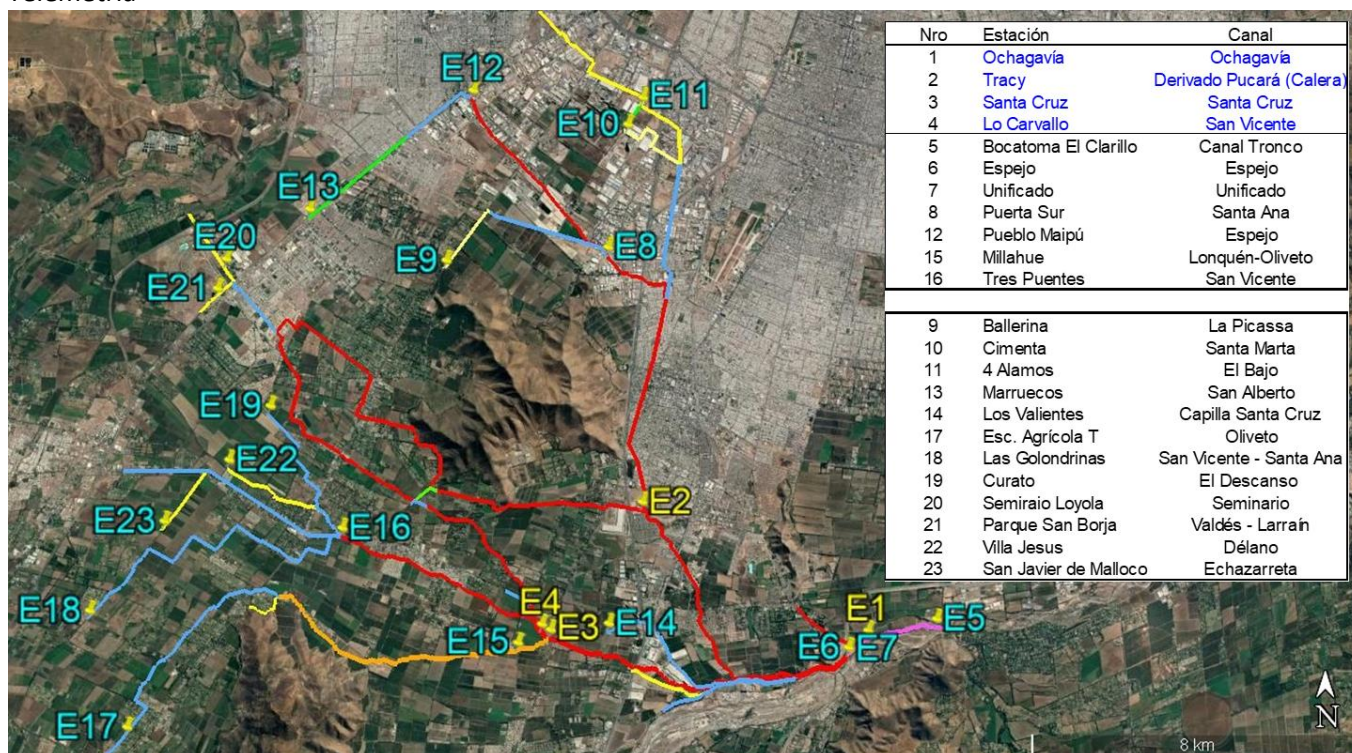 Telemetría
Nro Estación Canal
1 Ochagavía Ochagavía
2 Tracy Derivado Pucará (Calera)
3 Santa Cruz Santa Cruz
4 Lo Carvallo San Vicente
5 Bocatoma El Clarillo Canal Tronco
6 Espejo Espejo
7 Unificado Unificado
8 Puerta Sur Santa Ana
12 Pueblo Maipú Espejo
15 Millahue Lonquén-Oliveto
16 Tres Puentes San Vicente
9 Ballerina La Picassa
10 Cimenta Santa Marta
11 4 Alamos El Bajo
13 Marruecos San Alberto
14 Los Valientes Capilla Santa Cruz
17 Esc. Agrícola T Oliveto
18 Las Golondrinas San Vicente - Santa Ana
19 Curato El Descanso
20 Semiraio Loyola Seminario
21 Parque San Borja Valdés - Larraín
22 Villa Jesus Délano
23 San Javier de Malloco Echazarreta
E12
E11
E10
E13
E20
E8
E9
E21
E19
E22
E2
E23
E16
E18
E4
E1
E14
E3
E5
E15
E6
E7
E17
N
8 km